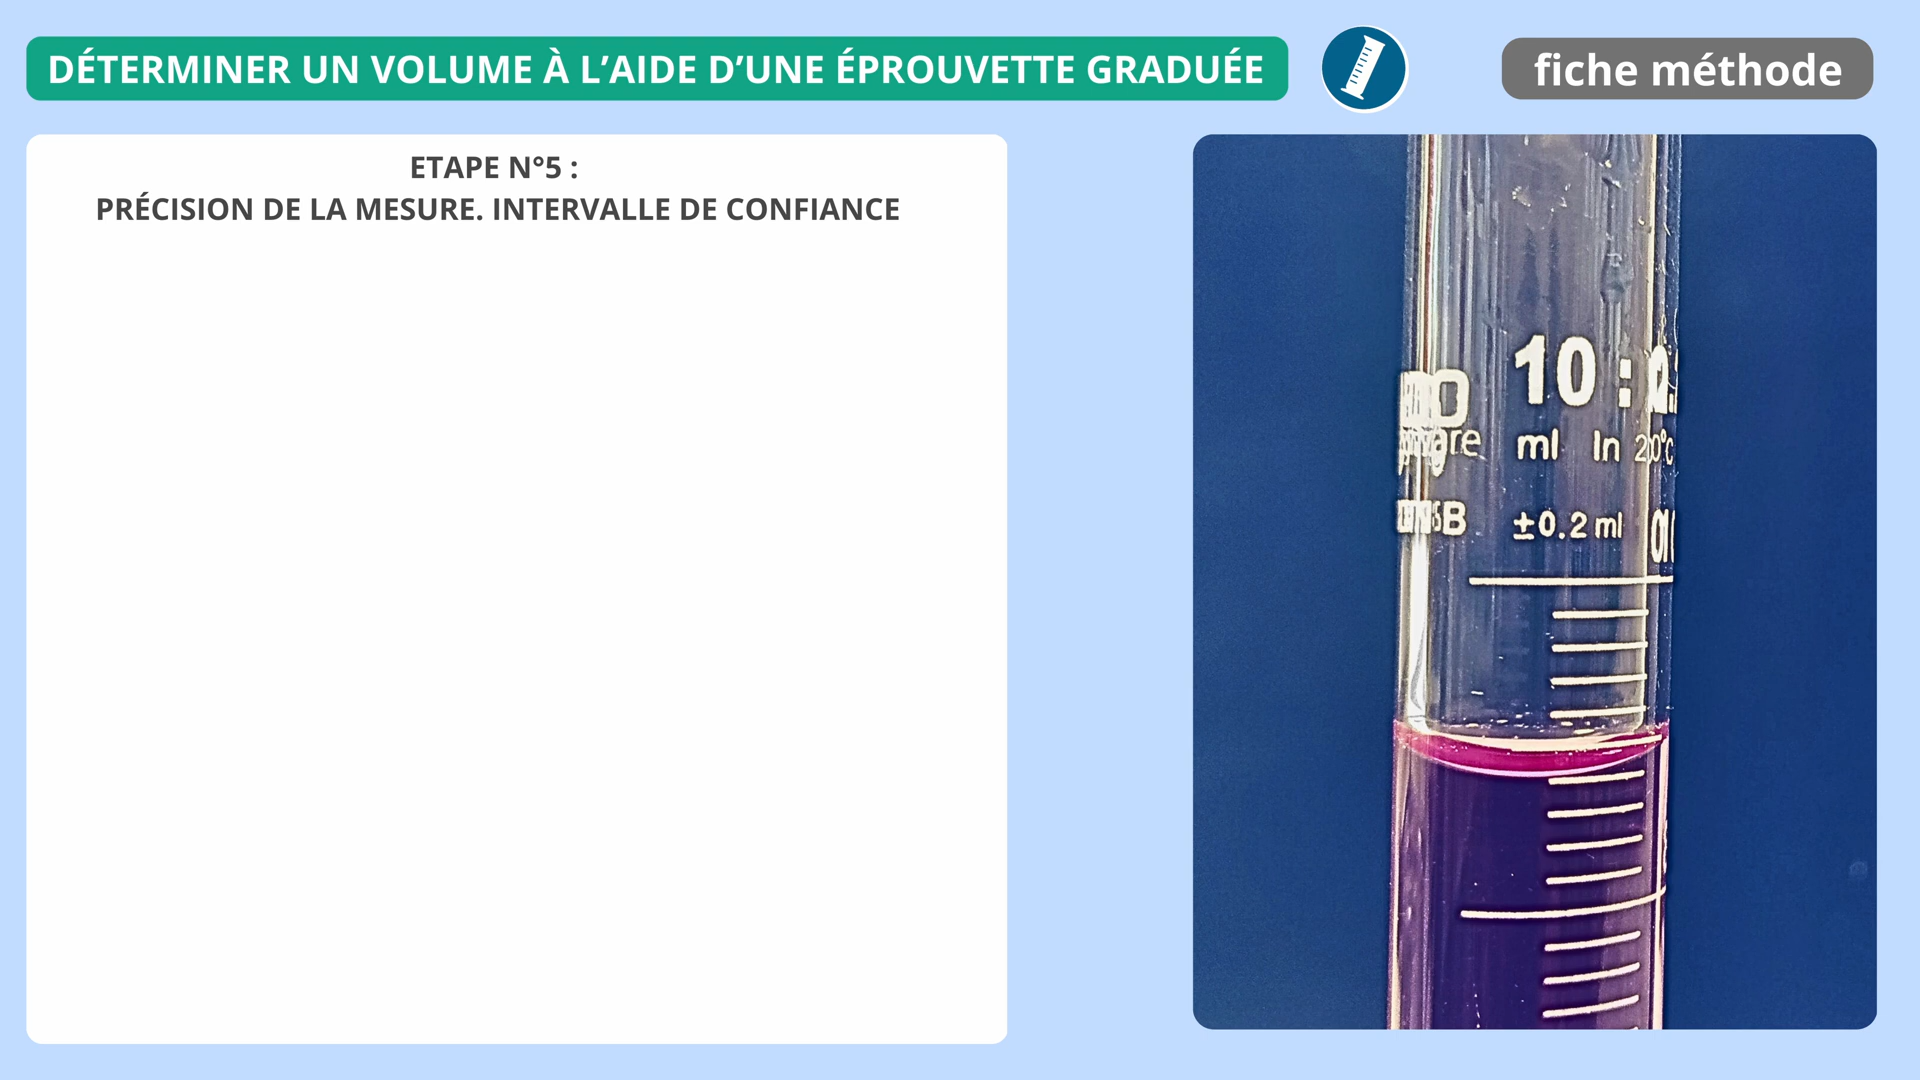 DÉTERMINER UN VOLUME À L’AIDE D’UNE ÉPROUVETTE GRADUÉE
fiche méthode
ETAPE N°5 :
PRÉCISION DE LA MESURE. INTERVALLE DE CONFIANCE
10 :
ml In 20°c
B ±0.2 ml